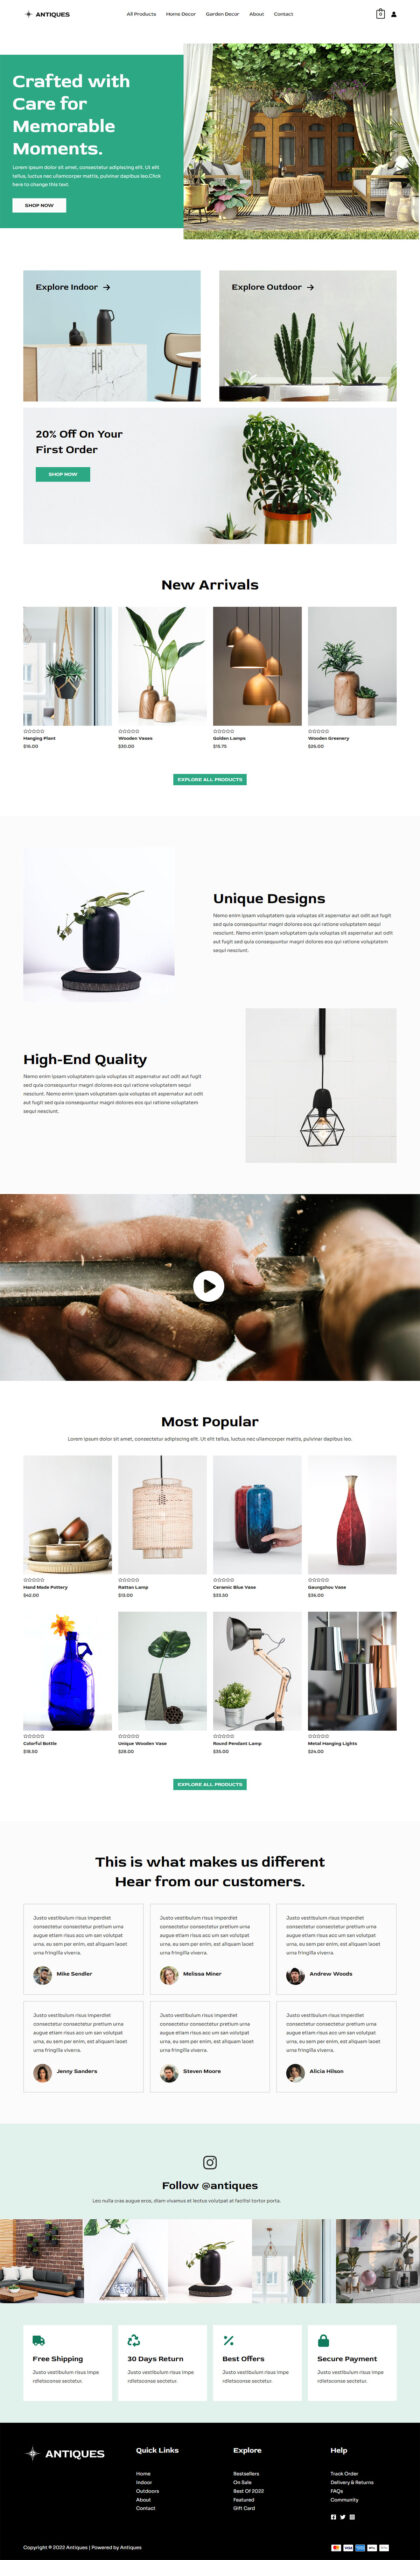 ANTIQUES
All Products Home Decor Garden Decor About Contact
0
Crafted with
Care for
Memorable
Moments.
Lorem ipsum dolor sit amet, consectetur adipiscing elit. Ut elit
tellus, luctus nec ullamcorper mattis, pulvinar dapibus leo.Click
here to change this text.
SHOP NOW
Explore Indoor →
Explore Outdoor →
20% Off On Your
First Order
SHOP NOW
New Arrivals
Hanging Plant
$16.00
Wooden Vases
$30.00
Golden Lamps
$15.75
Wooden Greenery
$25.00
EXPLORE ALL PRODUCTS
Unique Designs
Nemo enim ipsam voluptatem quia voluptas sit aspernatur aut odit aut fugit
sed quia consequuntur magni dolores eos qui ratione voluptatem sequi
nesciunt. Nemo enim ipsam voluptatem quia voluptas sit aspernatur aut odit
aut fugit sed quia consequuntur magni dolores eos qui ratione voluptatem
sequi nesciunt.
High-End Quality
Nemo enim ipsam voluptatem quia voluptas sit aspernatur aut odit aut fugit
sed quia consequuntur magni dolores eos qui ratione voluptatem sequi
nesciunt. Nemo enim ipsam voluptatem quia voluptas sit aspernatur aut odit
aut fugit sed quia consequuntur magni dolores eos qui ratione voluptatem
sequi nesciunt.
Most Popular
Lorem ipsum dolor sit amet, consectetur adipiscing elit. Ut elit tellus, luctus nec ullamcorper mattis, pulvinar dapibus leo.
Hand Made Pottery
$42.00
Rattan Lamp
$13.00
Ceramic Blue Vase
Gaungzhou Vase
$36.00
Colorful Bottle
$18.50
Unique Wooden Vase
$28.00
Round Pendant Lamp
$35.00
Metal Hanging Lights
$24.00
EXPLORE ALL PRODUCTS
This is what makes us different
Hear from our customers.
Justo vestibulum risus imperdiet
consectetur consectetur pretium urna
augue etiam risus acc um san volutpat
urna, eu sem per enim, est aliquam laoet
urna fringilla viverra.
Mike Sendler
Justo vestibulum risus imperdiet
consectetur consectetur pretium urna
augue etiam risus acc um san volutpat
urna, eu sem per enim, est aliquam laoet
urna fringilla viverra.
Melissa Miner
Justo vestibulum risus imperdiet
consectetur consectetur pretium urna
augue etiam risus acc um san volutpat
urna, eu sem per enim, est aliquam laoet
urna fringilla viverra.
Andrew Woods
Justo vestibulum risus imperdiet
consectetur consectetur pretium urna
augue etiam risus acc um san volutpat
urna, eu sem per enim, est aliquam laoet
urna fringilla viverra.
Jenny Sanders
Justo vestibulum risus imperdiet
consectetur consectetur pretium urna
augue etiam risus acc um san volutpat
urna, eu sem per enim, est aliquam laoet
urna fringilla viverra.
Steven Moore
Justo vestibulum risus imperdiet
consectetur consectetur pretium urna
augue etiam risus acc um san volutpat
urna, eu sem per enim, est aliquam laoet
urna fringilla viverra.
Alicia Hilson
Follow @antiques
Leo nulla cras augue eros, diam vivamus et lectus volutpat at facilisi tortor porta.
Free Shipping
Justo vestibulum risus impe
rdietsconse sectetur.
30 Days Return
Justo vestibulum risus impe
rdietsconse sectetur.
Best Offers
Justo vestibulum risus impe
rdietsconse sectetur.
Secure Payment
Justo vestibulum risus impe
rdietsconse sectetur.
ANTIQUES
Quick Links
Home
Indoor
Outdoors
About
Contact
Explore
Bestsellers
On Sale
Best Of 2022
Featured
Gift Card
Help
Track Order
Delivery & Returns
FAQs
Community
Copyright © 2022 Antiques | Powered by Antiques